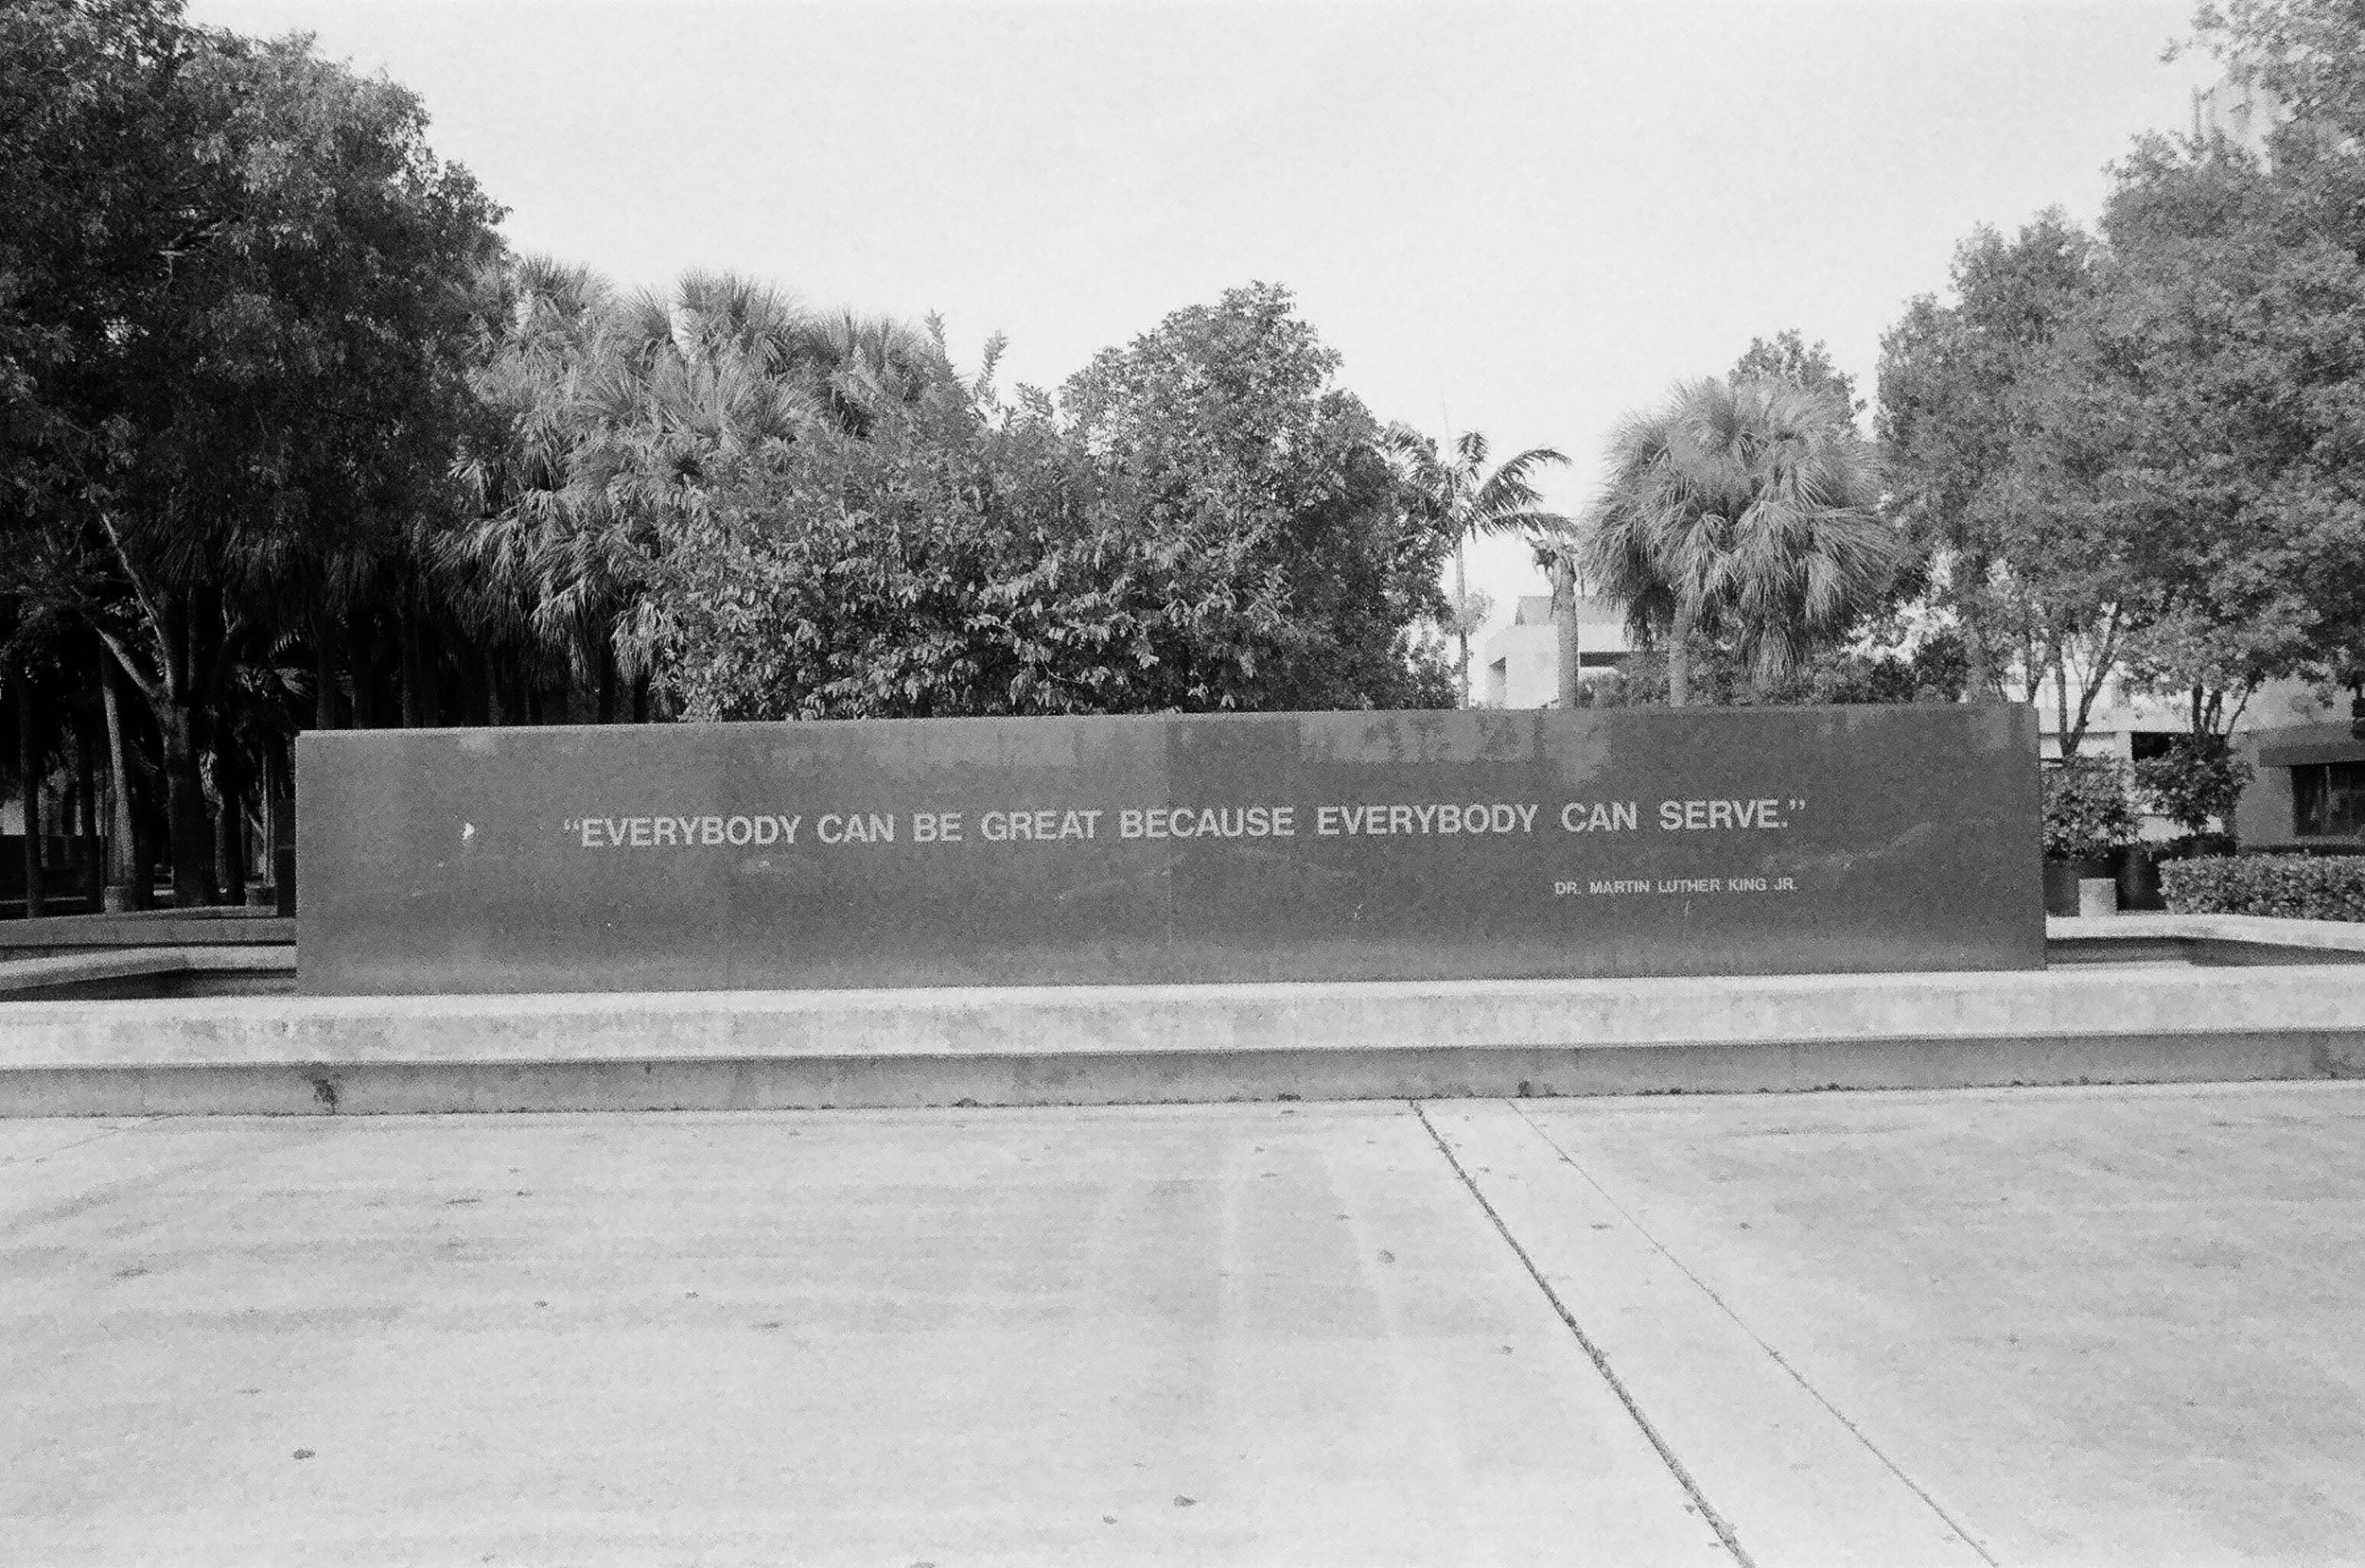 “EVERYBODY CAN BE GREAT BECAUSE EVERYBODY CAN SERVE.”
DR. MARTIN LUTHER KING JR.